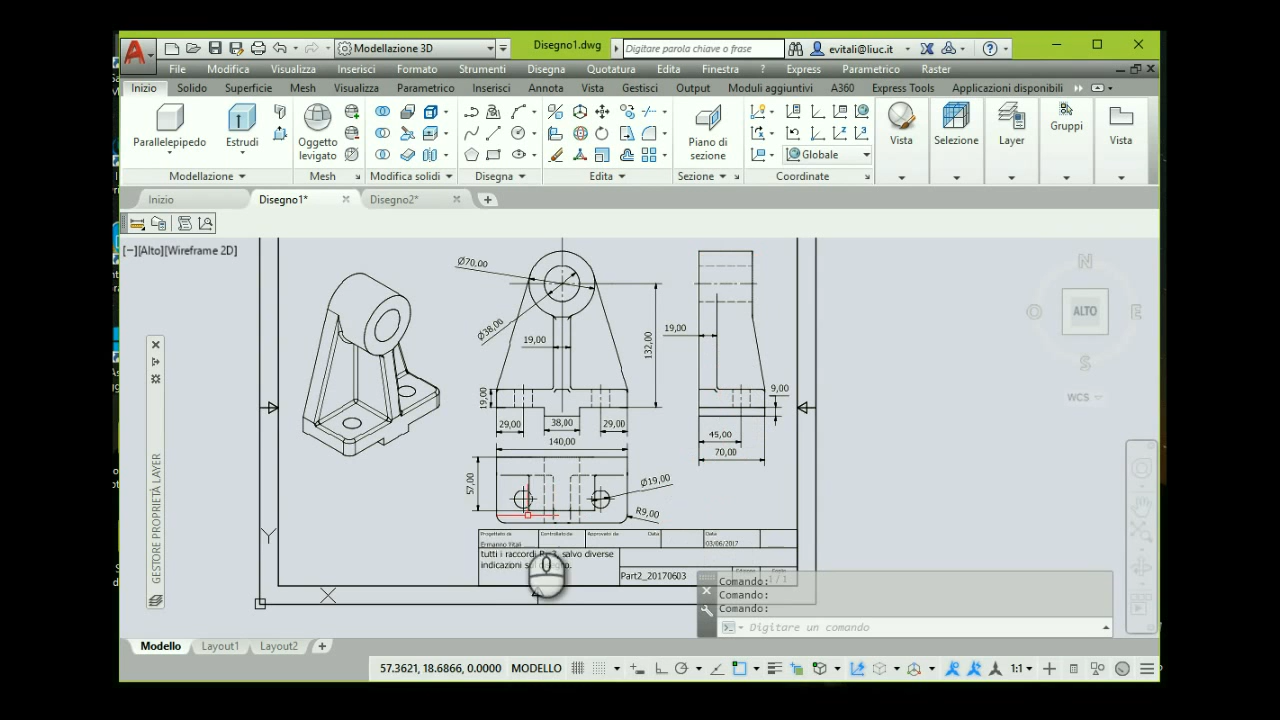 Modellazione 3D
Disegno1.dwg
Digitare parola chiave o frase
evitali@liuc.it
File Modifica Visualizza Inserisci Formato Strumenti Disegna Quotatura Edita Finestra ? Express Parametrico Raster
Inizio Solido Superficie Mesh Visualizza Parametrico Inserisci Annota Vista Gestisci Output Moduli aggiuntivi A360 Express Tools Applicazioni disponibili
Parallelepipedo
Estrudi
Oggetto
levigato
Piano di
sezione
Globale
Vista
Selezione
Layer
Gruppi
Vista
Modellazione Mesh Modifica solidi Disegna Edita Sezione Coordinate
Inizio Disegno1* Disegno2*
[−][Alto][Wireframe 2D]
Ø70,00
Ø38,00
19,00
132,00
19,00
19,00
9,00
29,00
38,00
29,00
140,00
45,00
70,00
57,00
Ø19,00
R9,00
N
O
ALTO
E
S
WCS
GESTORE PROPRIETÀ LAYER
Progettato da Controllato da Approvato da Data Data
Ermanno Vitali 03/06/2017
tutti i raccordi R=3, salvo diverse
indicazioni sul disegno.
Part2_20170603
1 / 1
Y
X
Comando:
Comando:
Comando:
Digitare un comando
Modello Layout1 Layout2
57.3621, 18.6866, 0.0000 MODELLO
1:1